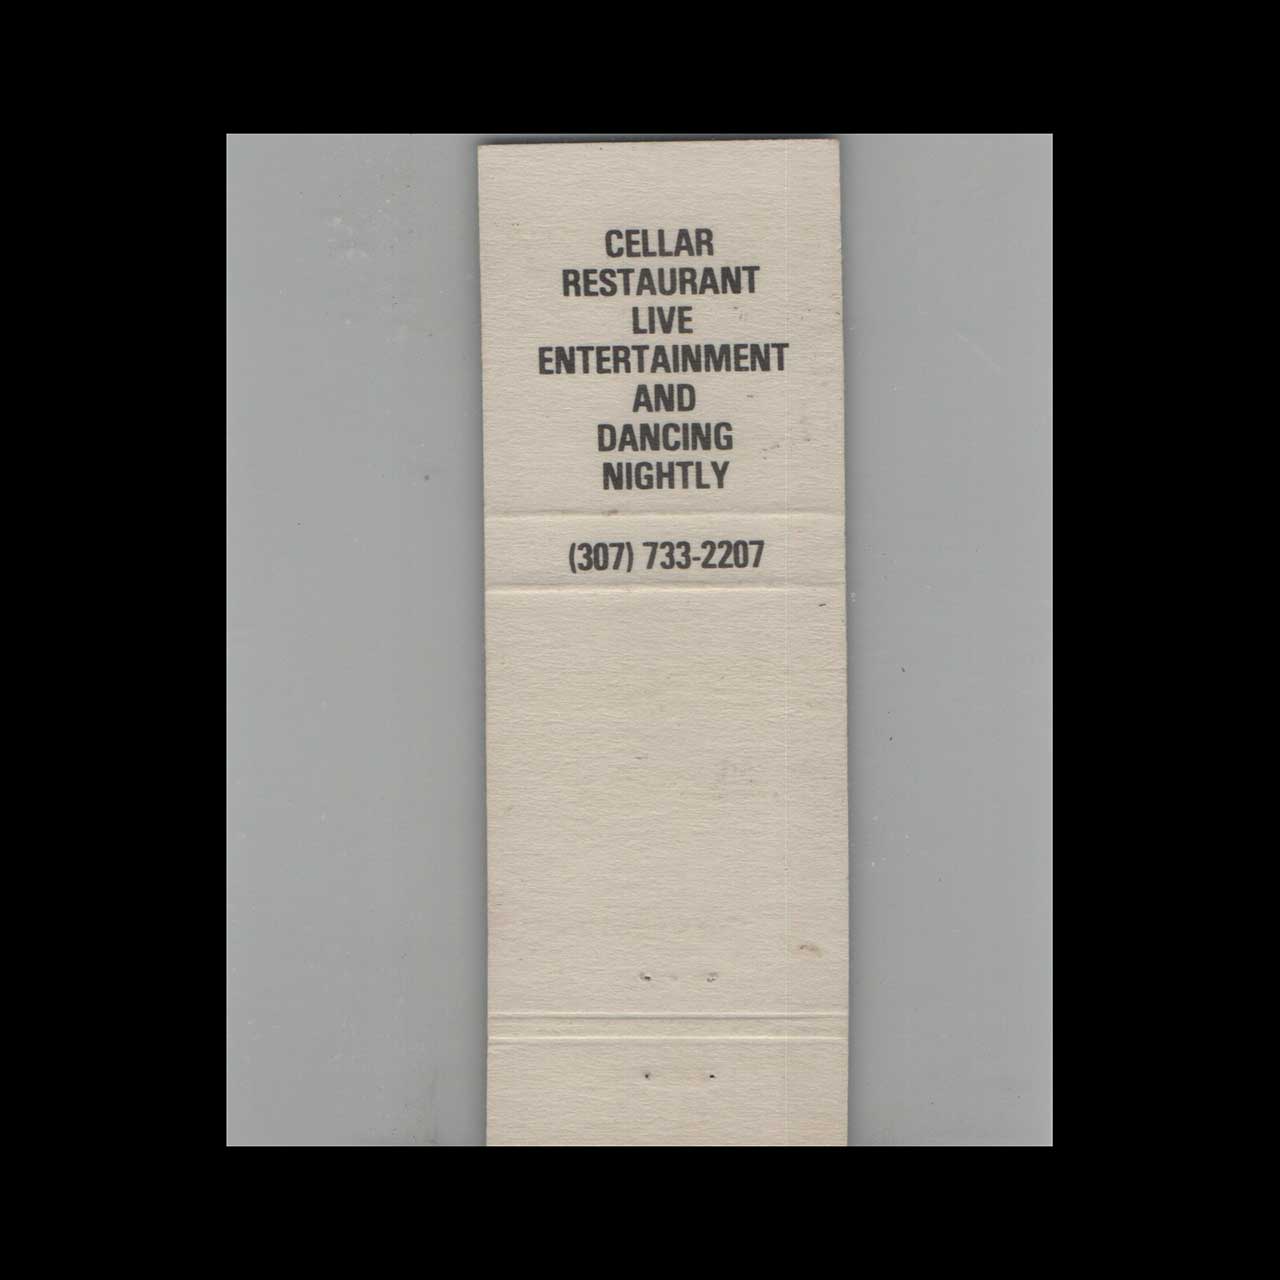 CELLAR
RESTAURANT
LIVE
ENTERTAINMENT
AND
DANCING
NIGHTLY
(307) 733-2207